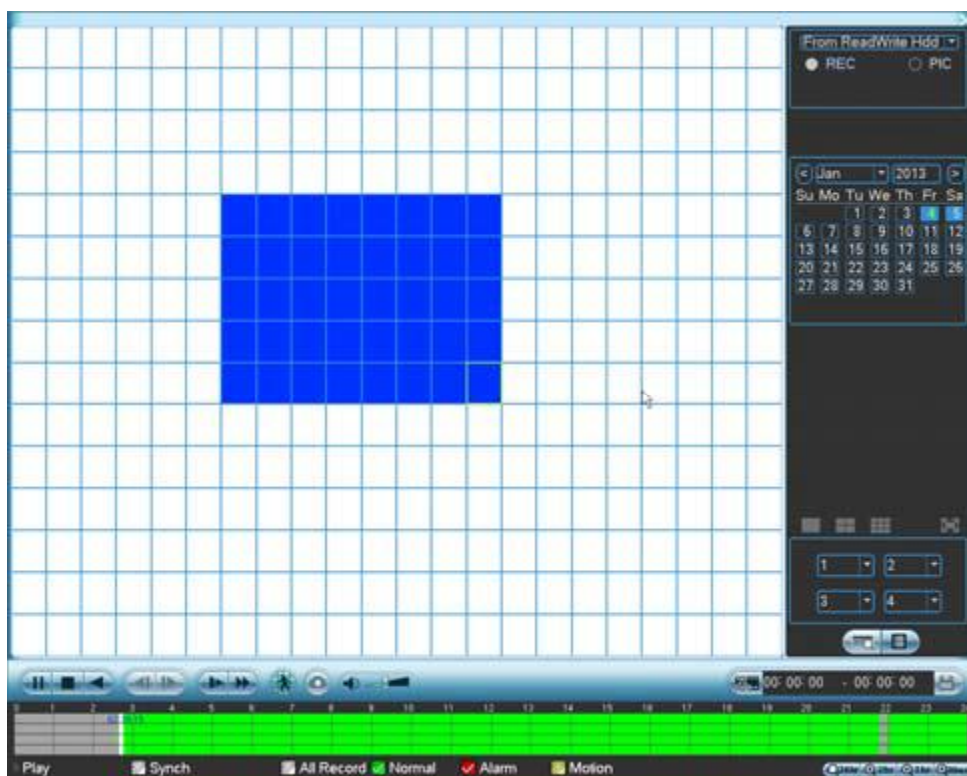 From ReadWrite Hdd
REC PIC
< Jan 2013 >
Su Mo Tu We Th Fr Sa
1 2 3 4 5
6 7 8 9 10 11 12
13 14 15 16 17 18 19
20 21 22 23 24 25 26
27 28 29 30 31
1 2
3 4
00: 00: 00 - 00: 00: 00
0 1 2 3 4 5 6 7 8 9 10 11 12 13 14 15 16 17 18 19 20 21 22 23 24
Play Synch All Record Normal Alarm Motion